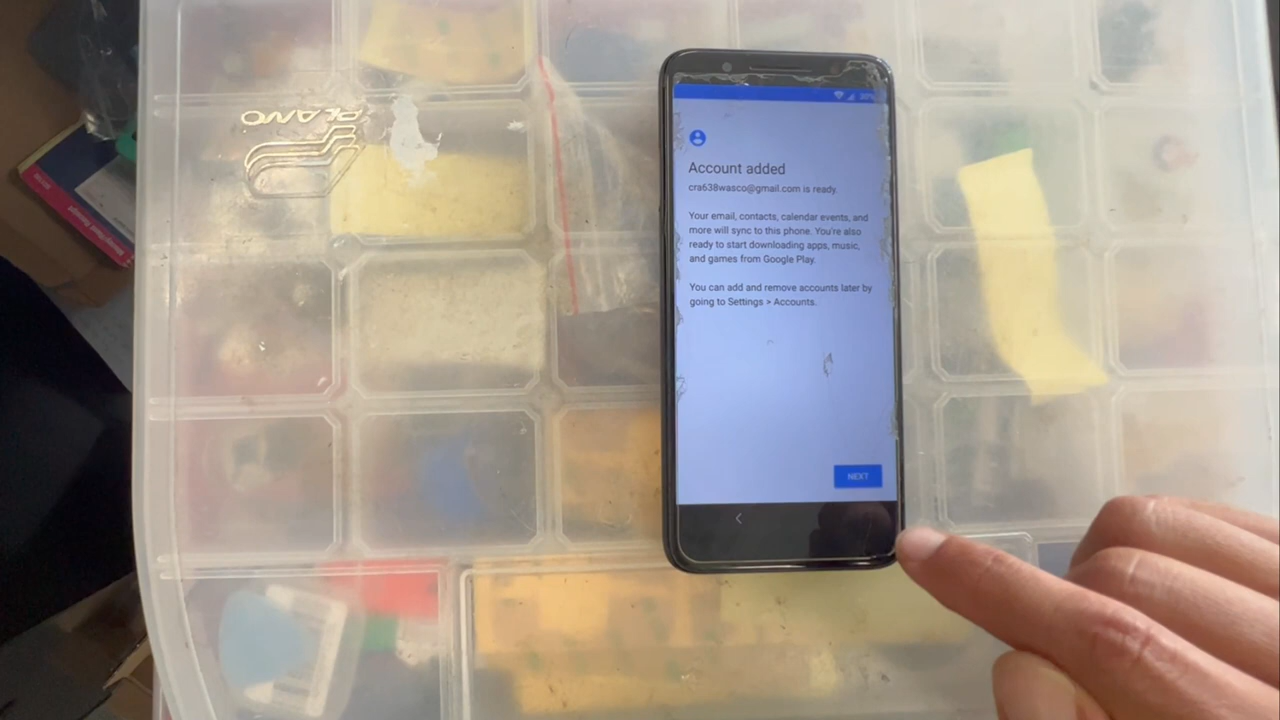 PLANO
Account added
cra638wasco@gmail.com is ready.
Your email, contacts, calendar events, and
more will sync to this phone. You're also
ready to start downloading apps, music,
and games from Google Play.
You can add and remove accounts later by
going to Settings > Accounts.
NEXT